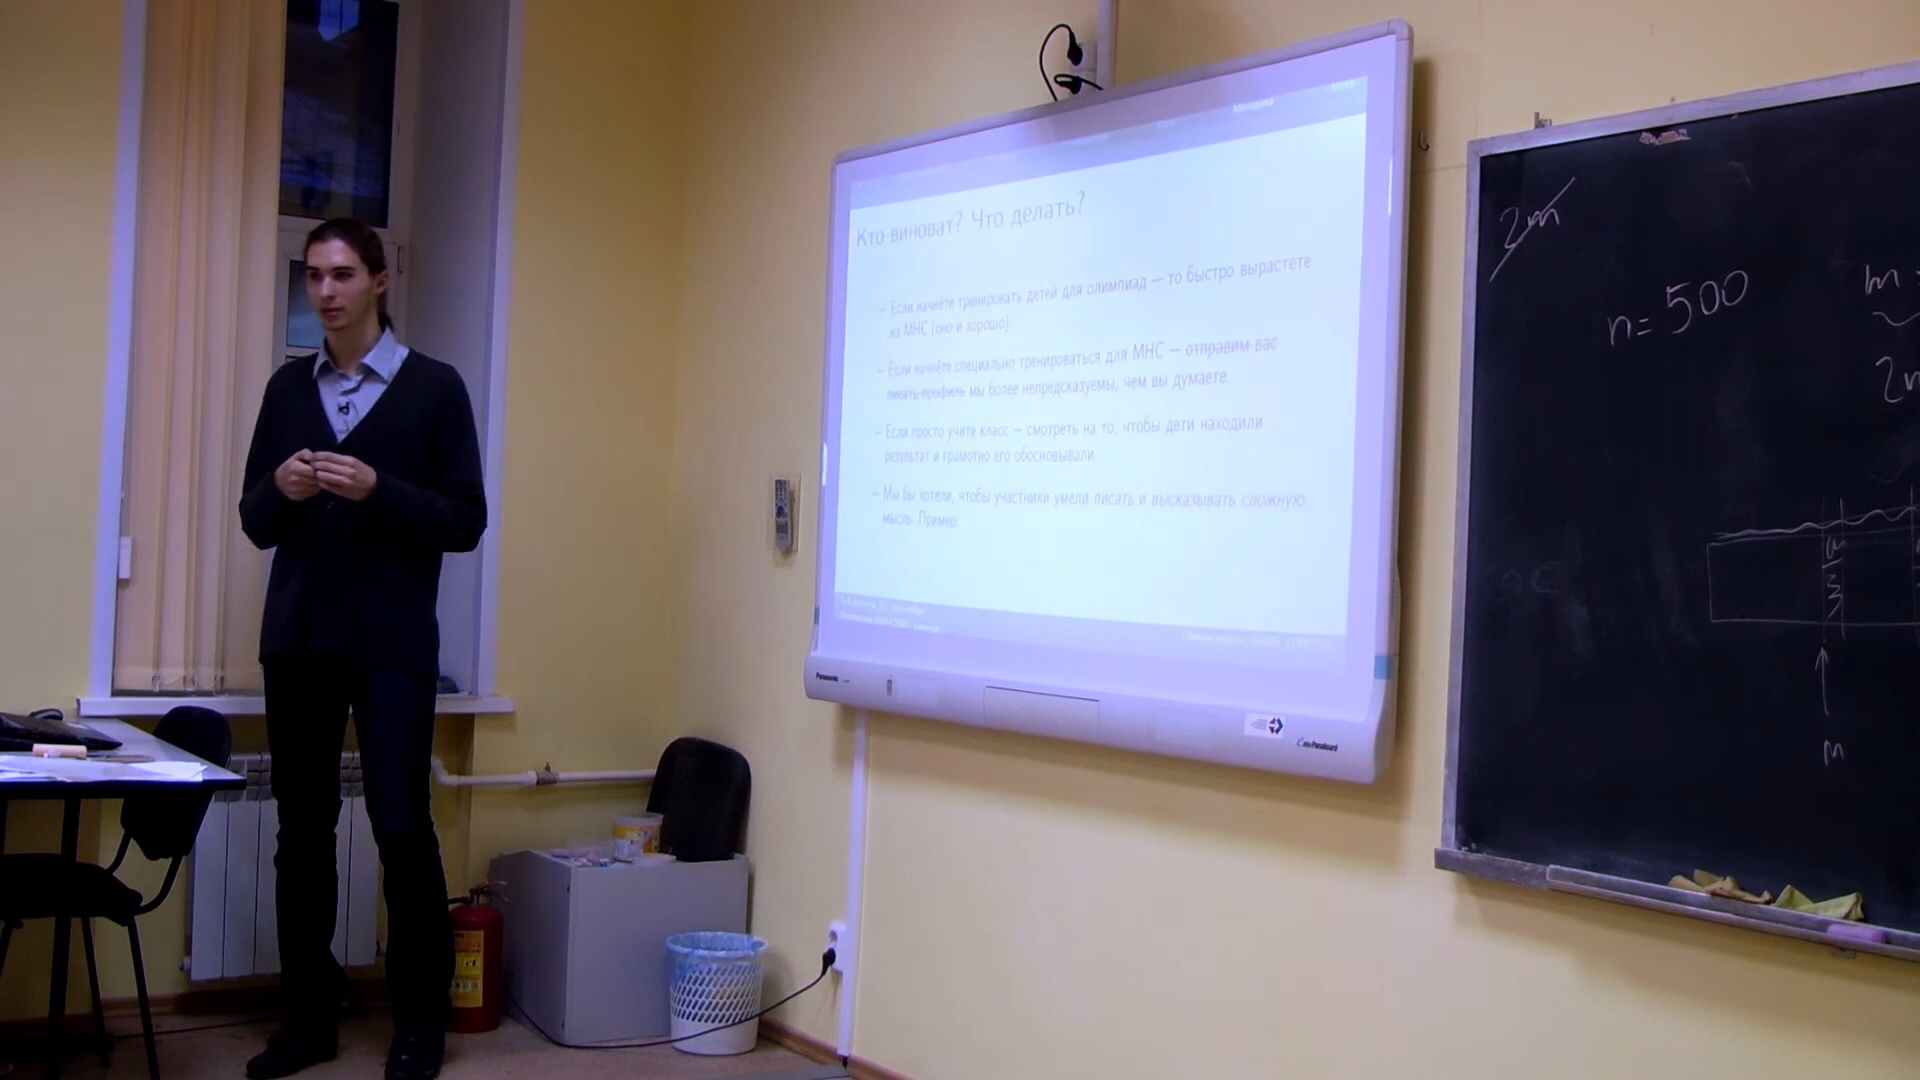 Кто виноват? Что делать?
– Если начнёте тренировать детей для олимпиад — то быстро вырастете
из МНС (оно и хорошо)
– Если начнёте специально тренироваться для МНС — отправим вас
писать профиль мы более непредсказуемы, чем вы думаете.
– Если просто учите класс — смотреть на то, чтобы дети находили
результат и грамотно его обосновывали.
– Мы бы хотели, чтобы участники умели писать и высказывать сложную
мысль. Пример:
Panasonic
Panaboard
2m
n = 500
m